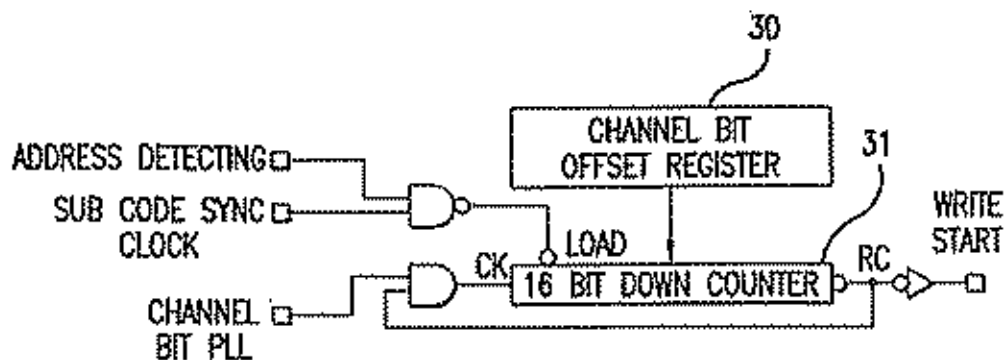 30
CHANNEL BIT
OFFSET REGISTER
31
ADDRESS DETECTING
SUB CODE SYNC
CLOCK
LOAD
WRITE
START
CK
16 BIT DOWN COUNTER
RC
CHANNEL
BIT PLL